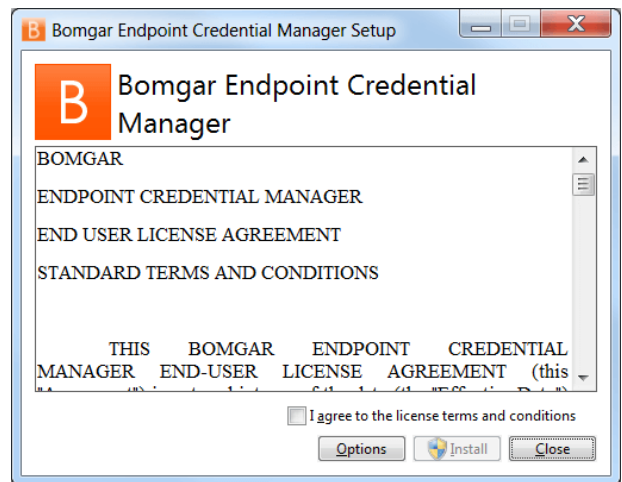 B Bomgar Endpoint Credential Manager Setup
B
Bomgar Endpoint Credential
Manager
BOMGAR
ENDPOINT CREDENTIAL MANAGER
END USER LICENSE AGREEMENT
STANDARD TERMS AND CONDITIONS
THIS BOMGAR ENDPOINT CREDENTIAL
MANAGER END-USER LICENSE AGREEMENT (this
I agree to the license terms and conditions
Options Install Close